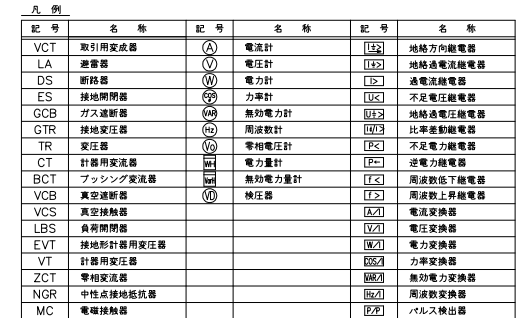 凡 例
記 号 名 称 記 号 名 称 記 号 名 称
VCT 取引用変成器 A 電流計 I⏚> 地絡方向継電器
LA 避雷器 V 電圧計 I⏚> 地絡過電流継電器
DS 断路器 W 電力計 I> 過電流継電器
ES 接地開閉器 cosφ 力率計 U< 不足電圧継電器
GCB ガス遮断器 VAR 無効電力計 U⏚> 地絡過電圧継電器
GTR 接地変圧器 Hz 周波数計 比率差動継電器
TR 変圧器 Vo 零相電圧計 P< 不足電力継電器
CT 計器用変流器 WH 電力量計 P← 逆電力継電器
BCT ブッシング変流器 VarH 無効電力量計 f< 周波数低下継電器
VCB 真空遮断器 VD 検圧器 f> 周波数上昇継電器
VCS 真空接触器 A/I 電流変換器
LBS 負荷開閉器 V/I 電圧変換器
EVT 接地形計器用変圧器 W/I 電力変換器
VT 計器用変圧器 COS/I 力率変換器
ZCT 零相変流器 VAR/I 無効電力変換器
NGR 中性点接地抵抗器 Hz/I 周波数変換器
MC 電磁接触器 P/P パルス検出器